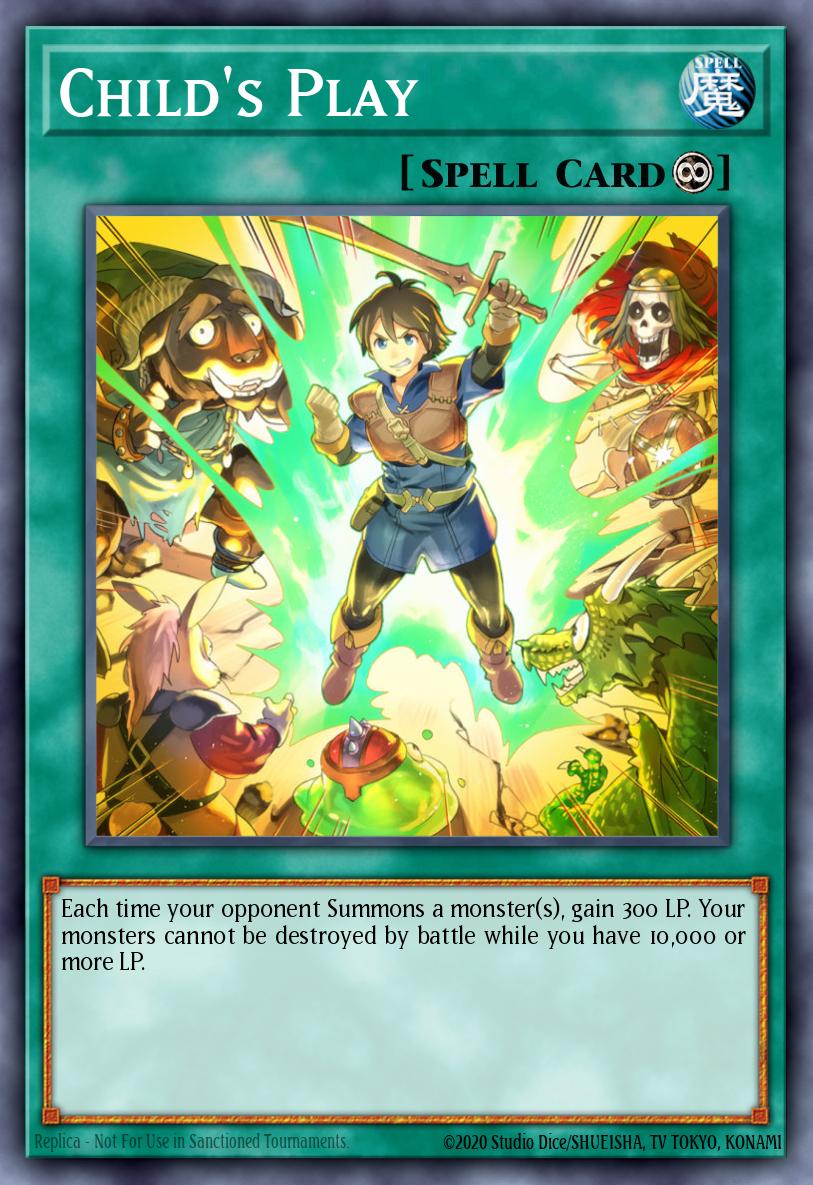 Child's Play
SPELL
魔
[Spell Card]
Each time your opponent Summons a monster(s), gain 300 LP. Your
monsters cannot be destroyed by battle while you have 10,000 or
more LP.
Replica - Not For Use in Sanctioned Tournaments.
©2020 Studio Dice/SHUEISHA, TV TOKYO, KONAMI